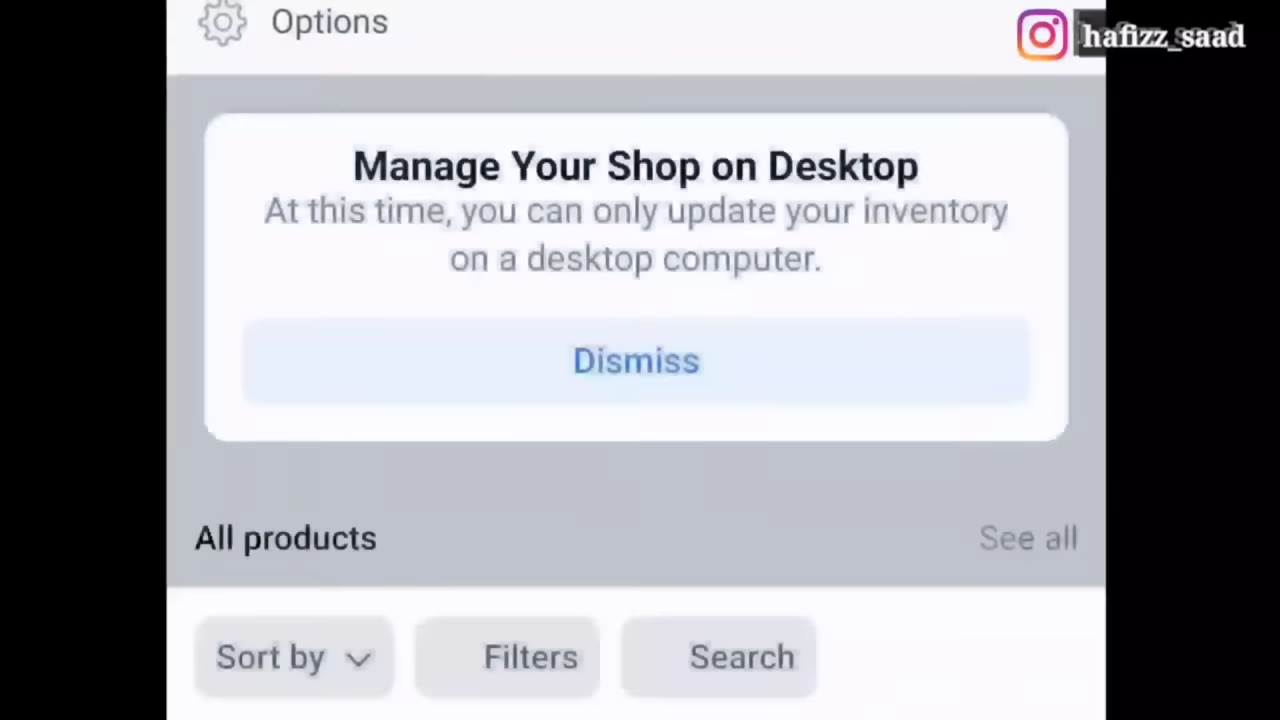 Options
hafizz_saad
Manage Your Shop on Desktop
At this time, you can only update your inventory
on a desktop computer.
Dismiss
All products
See all
Sort by
Filters
Search